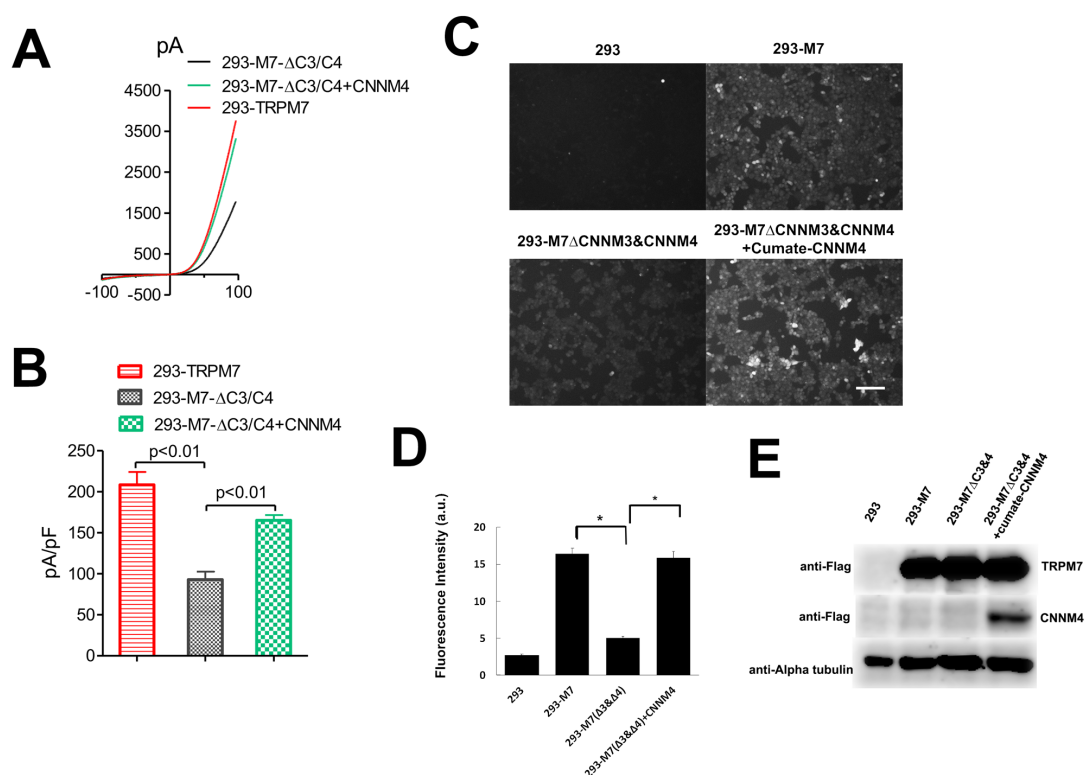 A
pA
293-M7-ΔC3/C4
293-M7-ΔC3/C4+CNNM4
293-TRPM7
4500
3500
2500
1500
500
-100
100
-500
B
293-TRPM7
293-M7-ΔC3/C4
293-M7-ΔC3/C4+CNNM4
pA/pF
250
200
150
100
50
0
p<0.01
p<0.01
C
293
293-M7
293-M7ΔCNNM3&CNNM4
293-M7ΔCNNM3&CNNM4
+Cumate-CNNM4
D
Fluorescence Intensity (a.u.)
20
15
10
5
0
*
*
293
293-M7
293-M7(Δ3&Δ4)
293-M7(Δ3&Δ4)+CNNM4
E
293
293-M7
293-M7ΔC3&4
293-M7ΔC3&4
+cumate-CNNM4
anti-Flag
TRPM7
anti-Flag
CNNM4
anti-Alpha tubulin